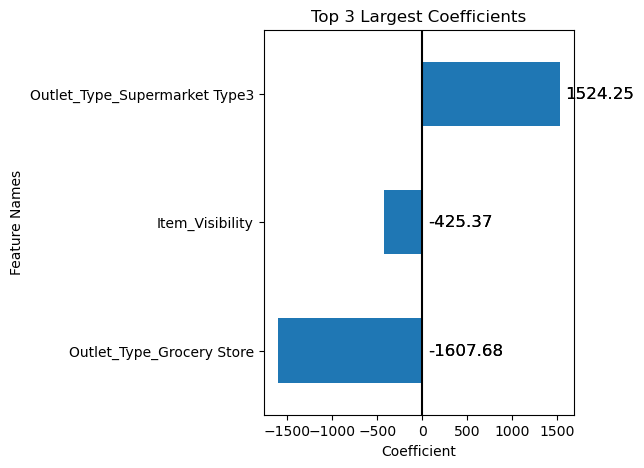 Top 3 Largest Coefficients
Outlet_Type_Supermarket Type3
1524.25
Item_Visibility
-425.37
Outlet_Type_Grocery Store
-1607.68
Feature Names
−1500 −1000 −500 0 500 1000 1500
Coefficient